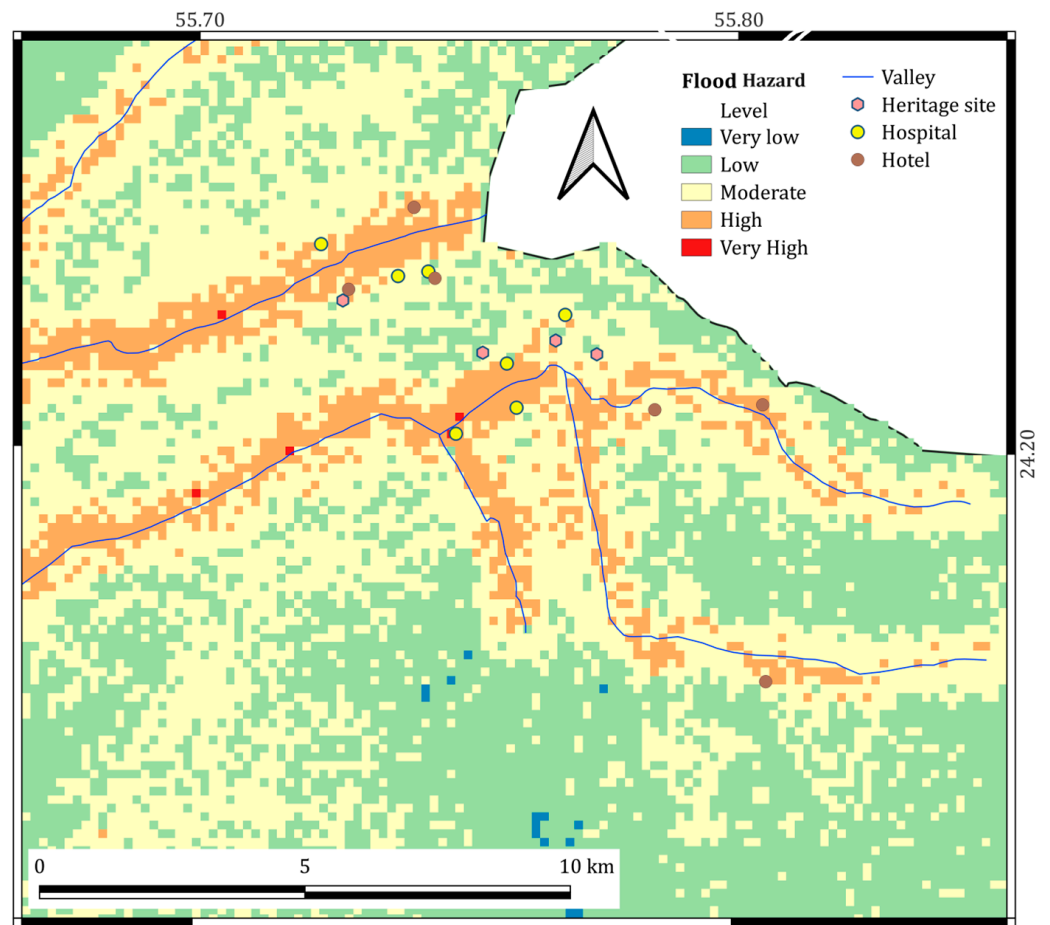 55.70
55.80
Flood Hazard
Level
Very low
Low
Moderate
High
Very High
Valley
Heritage site
Hospital
Hotel
24.20
0
5
10 km